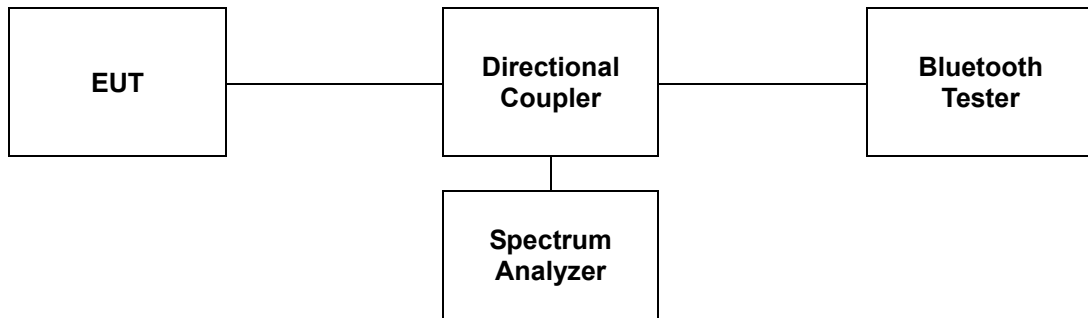 EUT
Directional
Coupler
Bluetooth
Tester
Spectrum
Analyzer